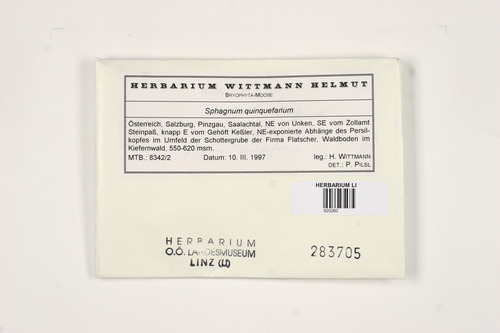 HERBARIUM WITTMANN HELMUT
BRYOPHYTA-MOOSE
Sphagnum quinquefarium
Österreich, Salzburg, Pinzgau, Saalachtal, NE von Unken, SE vom Zollamt
Steinpaß, knapp E vom Gehöft Keßler, NE-exponierte Abhänge des Persil-
kopfes im Umfeld der Schottergrube der Firma Flatscher, Waldboden im
Kiefernwald, 550-620 msm.
MTB.: 8342/2 Datum: 10. III. 1997 leg.: H. WITTMANN
DET.: P. PILSL
HERBARIUM LI
620260
HERBARIUM
O.Ö. LANDESMUSEUM
LINZ (LI)
283705